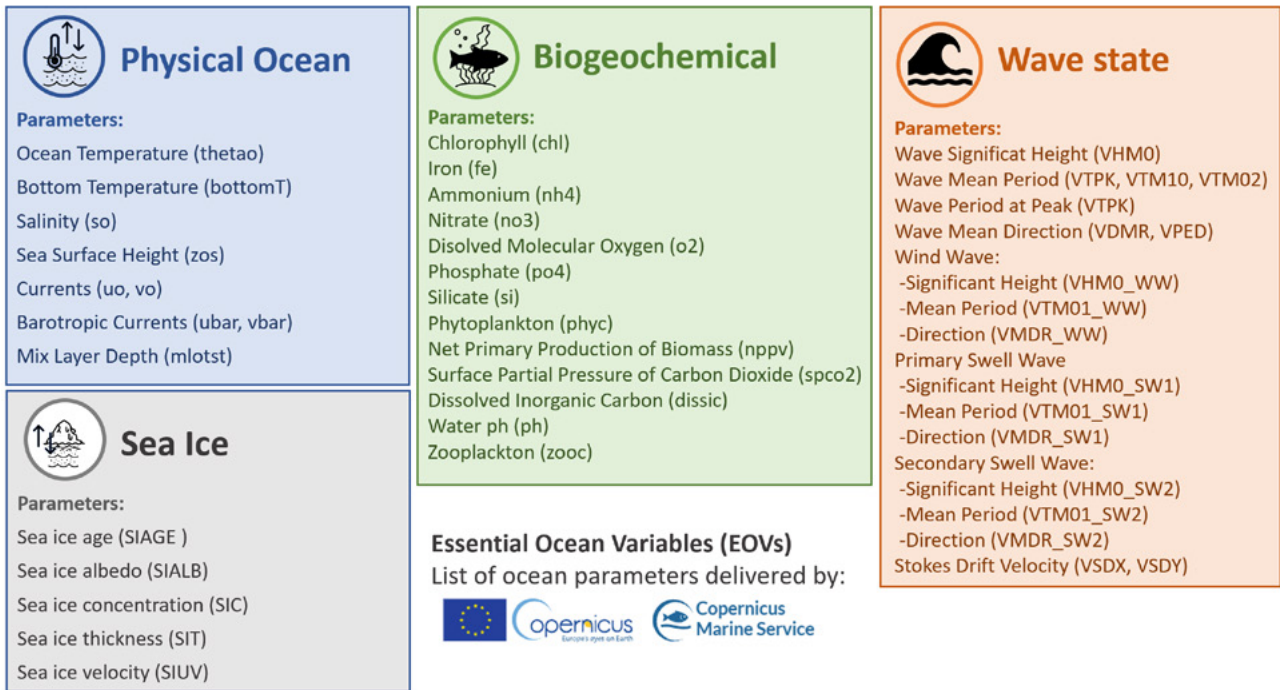 Physical Ocean
Parameters:
Ocean Temperature (thetao)
Bottom Temperature (bottomT)
Salinity (so)
Sea Surface Height (zos)
Currents (uo, vo)
Barotropic Currents (ubar, vbar)
Mix Layer Depth (mlotst)
Sea Ice
Parameters:
Sea ice age (SIAGE )
Sea ice albedo (SIALB)
Sea ice concentration (SIC)
Sea ice thickness (SIT)
Sea ice velocity (SIUV)
Biogeochemical
Parameters:
Chlorophyll (chl)
Iron (fe)
Ammonium (nh4)
Nitrate (no3)
Disolved Molecular Oxygen (o2)
Phosphate (po4)
Silicate (si)
Phytoplankton (phyc)
Net Primary Production of Biomass (nppv)
Surface Partial Pressure of Carbon Dioxide (spco2)
Dissolved Inorganic Carbon (dissic)
Water ph (ph)
Zooplackton (zooc)
Essential Ocean Variables (EOVs)
List of ocean parameters delivered by:
opernicus
Europe's eyes on Earth
Copernicus
Marine Service
Wave state
Parameters:
Wave Significat Height (VHM0)
Wave Mean Period (VTPK, VTM10, VTM02)
Wave Period at Peak (VTPK)
Wave Mean Direction (VDMR, VPED)
Wind Wave:
-Significant Height (VHM0_WW)
-Mean Period (VTM01_WW)
-Direction (VMDR_WW)
Primary Swell Wave
-Significant Height (VHM0_SW1)
-Mean Period (VTM01_SW1)
-Direction (VMDR_SW1)
Secondary Swell Wave:
-Significant Height (VHM0_SW2)
-Mean Period (VTM01_SW2)
-Direction (VMDR_SW2)
Stokes Drift Velocity (VSDX, VSDY)